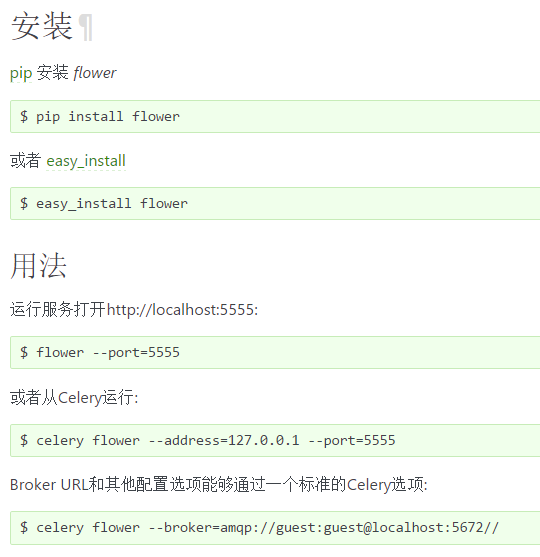 安装¶
pip 安装 flower
$ pip install flower
或者 easy_install
$ easy_install flower
用法
运行服务打开http://localhost:5555:
$ flower --port=5555
或者从Celery运行:
$ celery flower --address=127.0.0.1 --port=5555
Broker URL和其他配置选项能够通过一个标准的Celery选项:
$ celery flower --broker=amqp://guest:guest@localhost:5672//